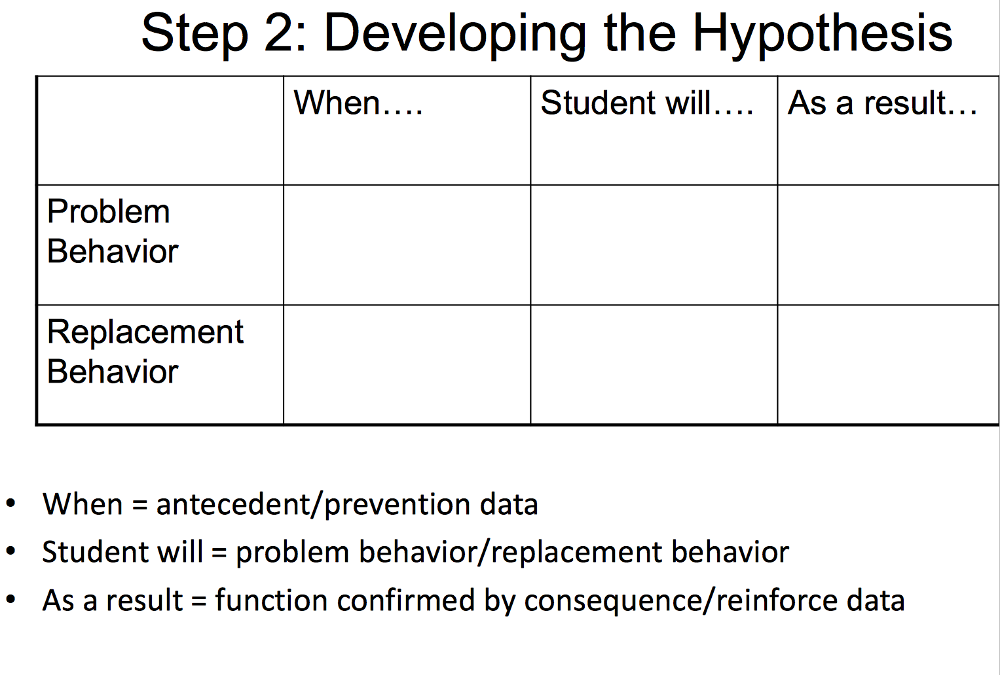 Step 2: Developing the Hypothesis
When….
Student will….
As a result…
Problem
Behavior
Replacement
Behavior
• When = antecedent/prevention data
• Student will = problem behavior/replacement behavior
• As a result = function confirmed by consequence/reinforce data